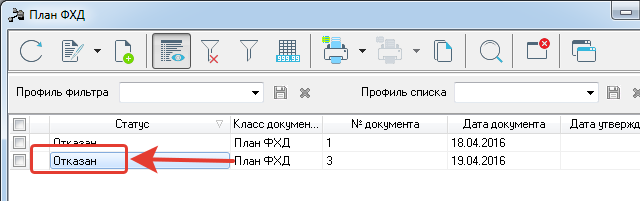 План ФХД
Профиль фильтра Профиль списка
Статус Класс докумен... № документа Дата документа Дата утвержд
Отказан План ФХД 1 18.04.2016
Отказан План ФХД 3 19.04.2016